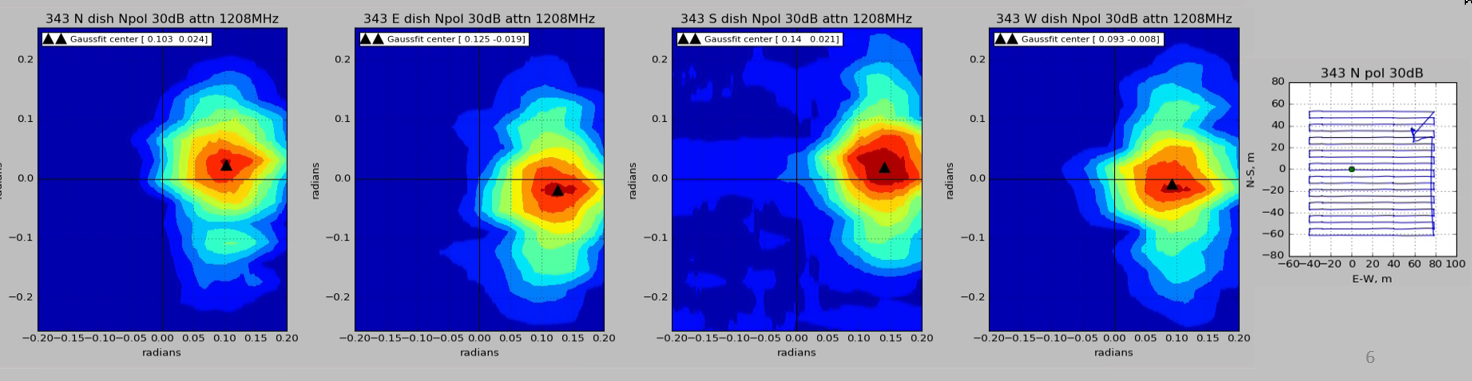 343 N dish Npol 30dB attn 1208MHz
Gaussfit center [ 0.103  0.024]
0.2
0.1
0.0
−0.1
−0.2
−0.20−0.15−0.10−0.05 0.00 0.05 0.10 0.15 0.20
radians
343 E dish Npol 30dB attn 1208MHz
Gaussfit center [ 0.125 -0.019]
radians
0.2
0.1
0.0
−0.1
−0.2
−0.20−0.15−0.10−0.05 0.00 0.05 0.10 0.15 0.20
radians
343 S dish Npol 30dB attn 1208MHz
Gaussfit center [ 0.14   0.021]
radians
0.2
0.1
0.0
−0.1
−0.2
−0.20−0.15−0.10−0.05 0.00 0.05 0.10 0.15 0.20
radians
343 W dish Npol 30dB attn 1208MHz
Gaussfit center [ 0.093 -0.008]
radians
0.2
0.1
0.0
−0.1
−0.2
−0.20−0.15−0.10−0.05 0.00 0.05 0.10 0.15 0.20
radians
343 N pol 30dB
N-S, m
80
60
40
20
0
−20
−40
−60
−80
−60−40−20 0 20 40 60 80 100
E-W, m
6